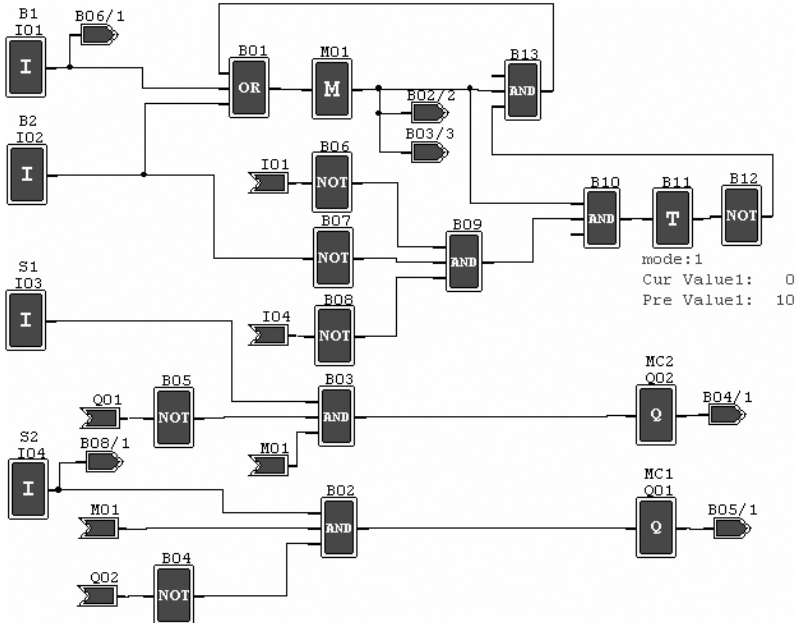 B1
I01
I
B06/1
B01
OR
M01
M
B13
AND
B02/2
B03/3
B2
I02
I
I01
B06
NOT
B07
NOT
B09
AND
B10
AND
B11
T
B12
NOT
mode:1
Cur Value1: 0
Pre Value1: 10
S1
I03
I
I04
B08
NOT
Q01
B05
NOT
B03
AND
M01
MC2
Q02
Q
B04/1
S2
I04
I
B08/1
M01
B02
AND
MC1
Q01
Q
B05/1
Q02
B04
NOT